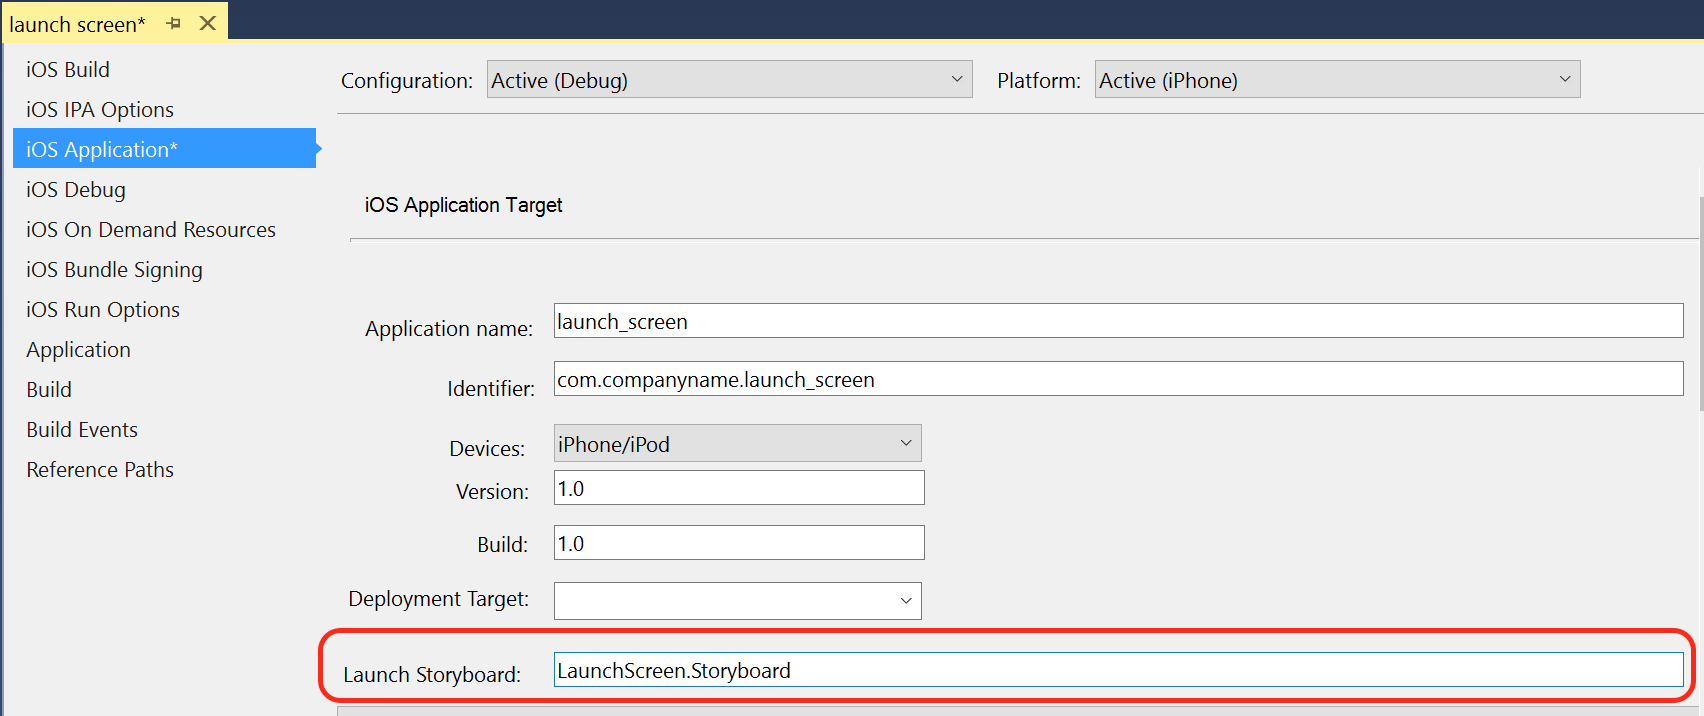 launch screen*
iOS Build
iOS IPA Options
iOS Application*
iOS Debug
iOS On Demand Resources
iOS Bundle Signing
iOS Run Options
Application
Build
Build Events
Reference Paths
Configuration: Active (Debug) Platform: Active (iPhone)
iOS Application Target
Application name: launch_screen
Identifier: com.companyname.launch_screen
Devices: iPhone/iPod
Version: 1.0
Build: 1.0
Deployment Target:
Launch Storyboard: LaunchScreen.Storyboard